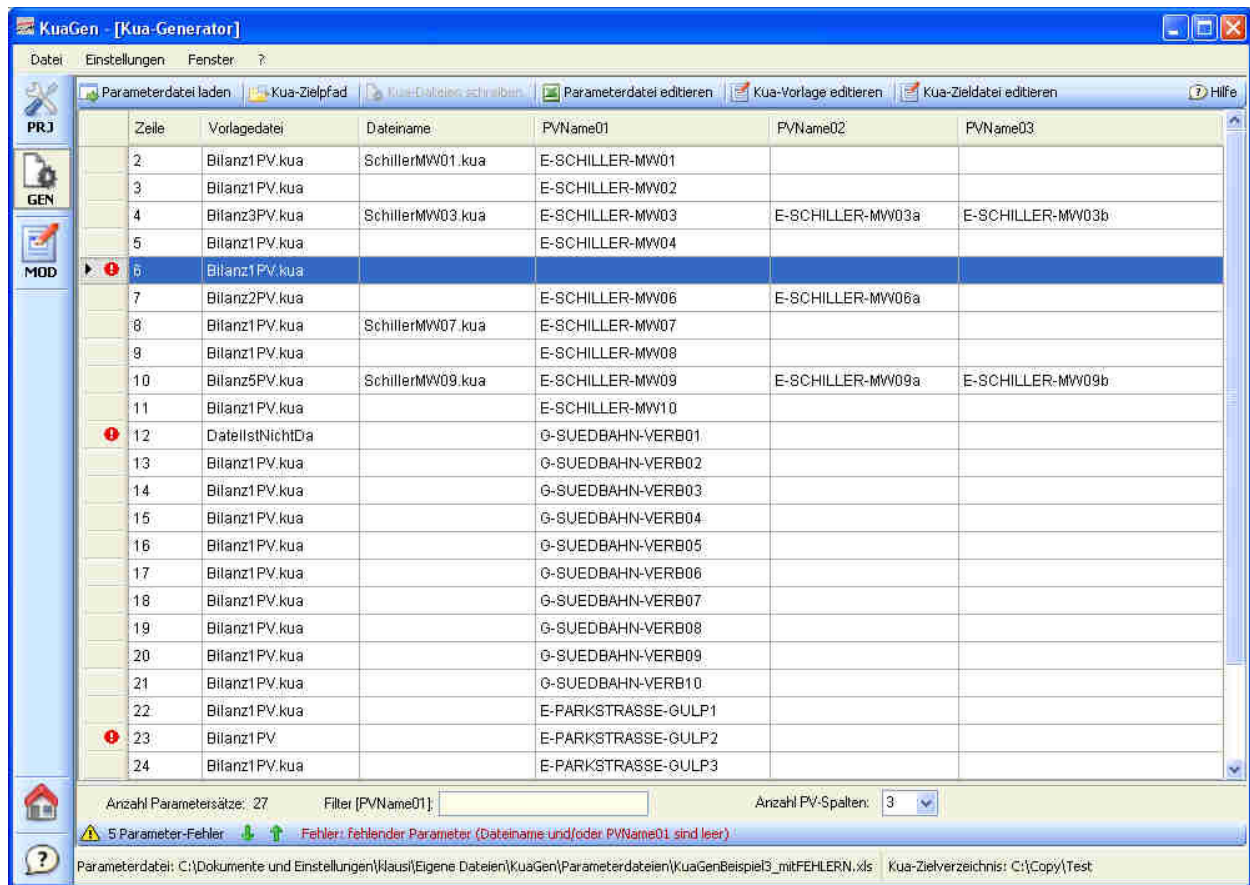 KuaGen - [Kua-Generator]
Datei Einstellungen Fenster ?
Parameterdatei laden Kua-Zielpfad Kua-Dateien schreiben Parameterdatei editieren Kua-Vorlage editieren Kua-Zieldatei editieren Hilfe
PRJ
GEN
MOD
Zeile Vorlagedatei Dateiname PVName01 PVName02 PVName03
2 Bilanz1PV.kua SchillerMW01.kua E-SCHILLER-MW01
3 Bilanz1PV.kua E-SCHILLER-MW02
4 Bilanz3PV.kua SchillerMW03.kua E-SCHILLER-MW03 E-SCHILLER-MW03a E-SCHILLER-MW03b
5 Bilanz1PV.kua E-SCHILLER-MW04
6 Bilanz1PV.kua
7 Bilanz2PV.kua E-SCHILLER-MW06 E-SCHILLER-MW06a
8 Bilanz1PV.kua SchillerMW07.kua E-SCHILLER-MW07
9 Bilanz1PV.kua E-SCHILLER-MW08
10 Bilanz5PV.kua SchillerMW09.kua E-SCHILLER-MW09 E-SCHILLER-MW09a E-SCHILLER-MW09b
11 Bilanz1PV.kua E-SCHILLER-MW10
12 DateiIstNichtDa G-SUEDBAHN-VERB01
13 Bilanz1PV.kua G-SUEDBAHN-VERB02
14 Bilanz1PV.kua G-SUEDBAHN-VERB03
15 Bilanz1PV.kua G-SUEDBAHN-VERB04
16 Bilanz1PV.kua G-SUEDBAHN-VERB05
17 Bilanz1PV.kua G-SUEDBAHN-VERB06
18 Bilanz1PV.kua G-SUEDBAHN-VERB07
19 Bilanz1PV.kua G-SUEDBAHN-VERB08
20 Bilanz1PV.kua G-SUEDBAHN-VERB09
21 Bilanz1PV.kua G-SUEDBAHN-VERB10
22 Bilanz1PV.kua E-PARKSTRASSE-GULP1
23 Bilanz1PV E-PARKSTRASSE-GULP2
24 Bilanz1PV.kua E-PARKSTRASSE-GULP3
Anzahl Parametersätze: 27 Filter [PVName01]: Anzahl PV-Spalten: 3
5 Parameter-Fehler Fehler: fehlender Parameter (Dateiname und/oder PVName01 sind leer)
Parameterdatei: C:\Dokumente und Einstellungen\klausi\Eigene Dateien\KuaGen\Parameterdateien\KuaGenBeispiel3_mitFEHLERN.xls Kua-Zielverzeichnis: C:\Copy\Test